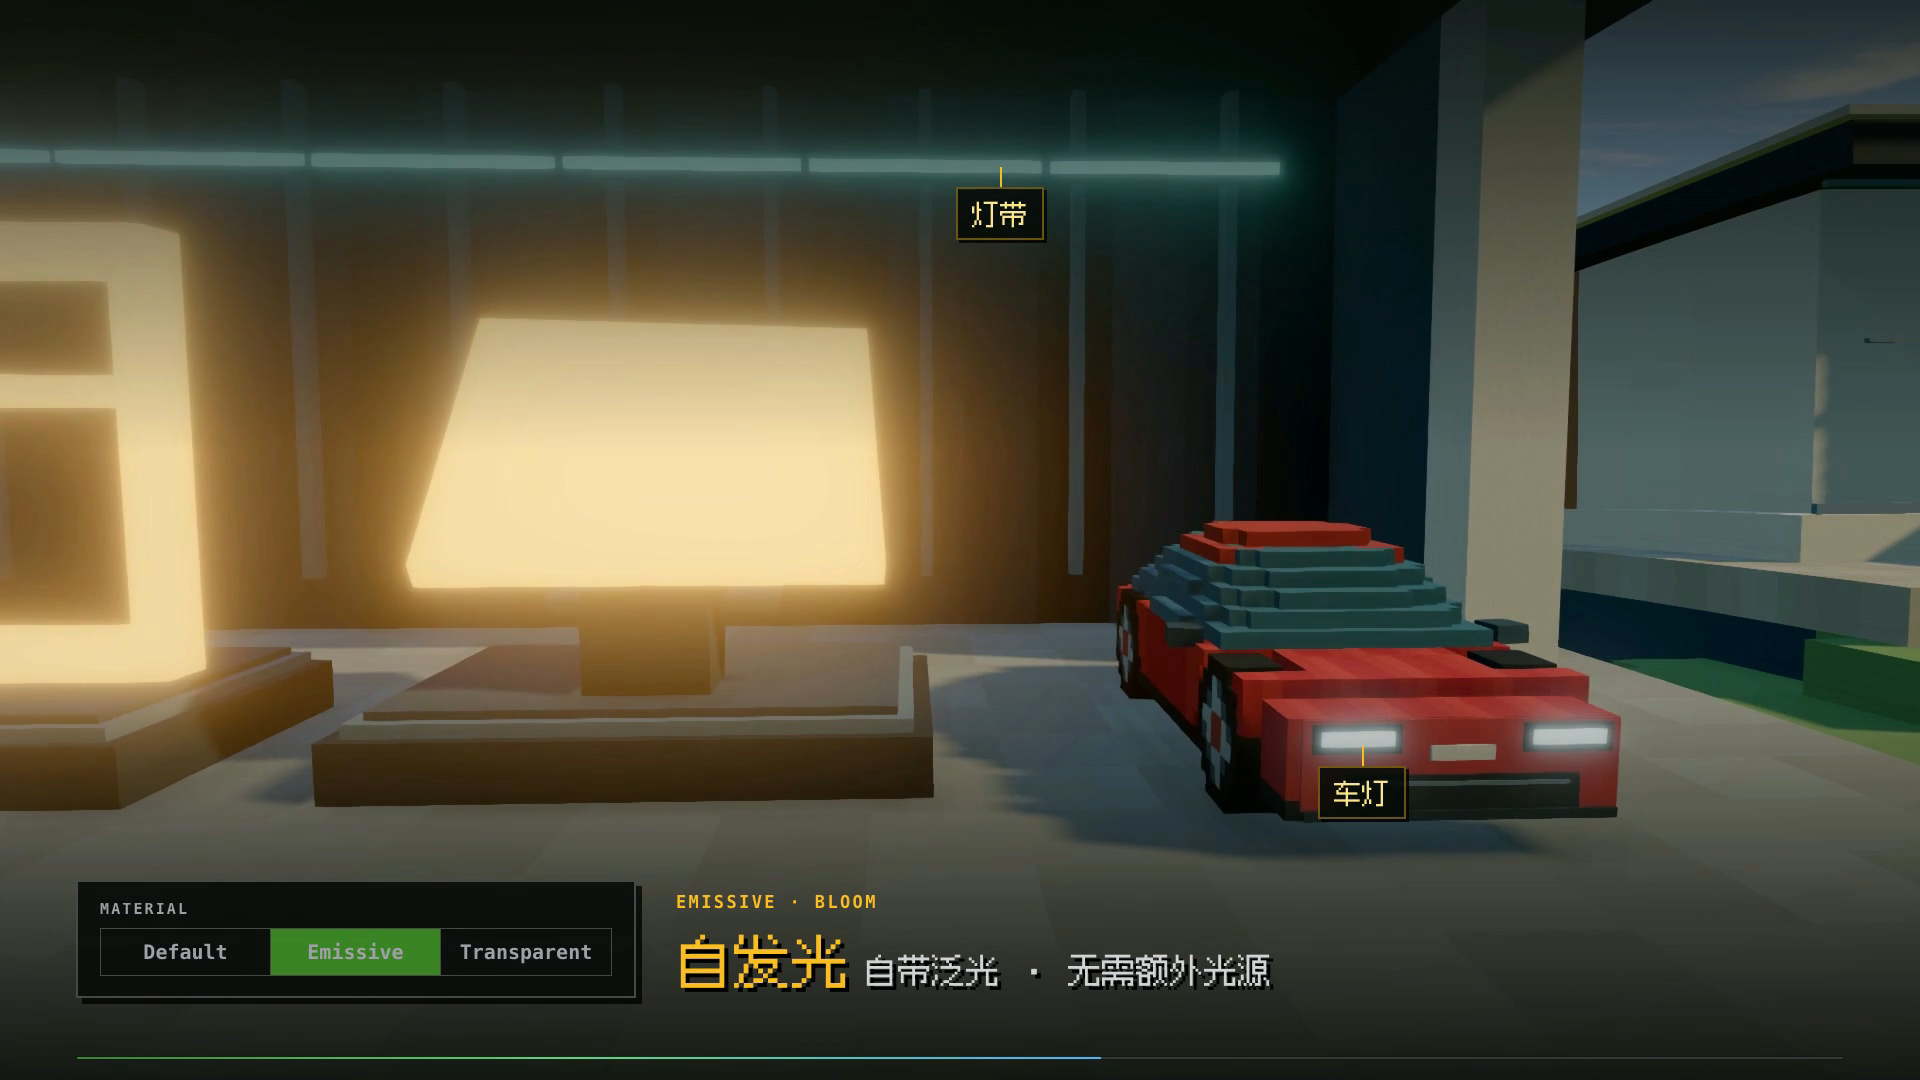 灯带
车灯
MATERIAL
Default Emissive Transparent
EMISSIVE · BLOOM
自发光 自带泛光 · 无需额外光源